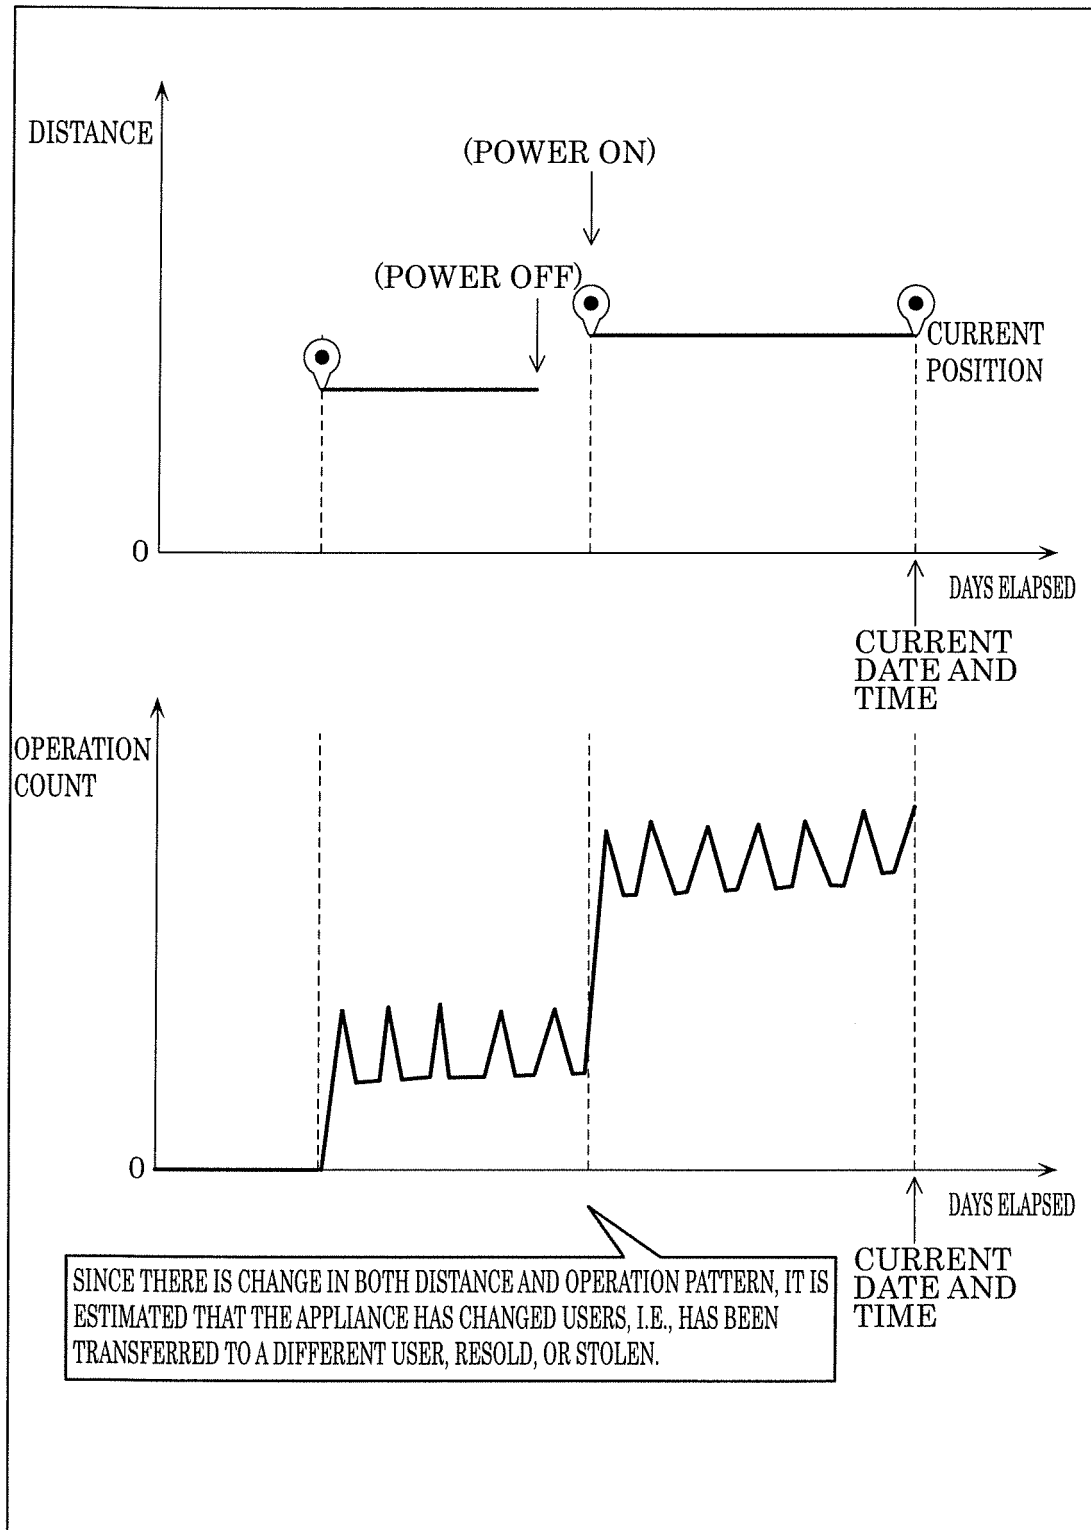 DISTANCE
(POWER ON)
(POWER OFF)
CURRENT
POSITION
0
DAYS ELAPSED
CURRENT
DATE AND
TIME
OPERATION
COUNT
0
DAYS ELAPSED
CURRENT
DATE AND
TIME
SINCE THERE IS CHANGE IN BOTH DISTANCE AND OPERATION PATTERN, IT IS
ESTIMATED THAT THE APPLIANCE HAS CHANGED USERS, I.E., HAS BEEN
TRANSFERRED TO A DIFFERENT USER, RESOLD, OR STOLEN.